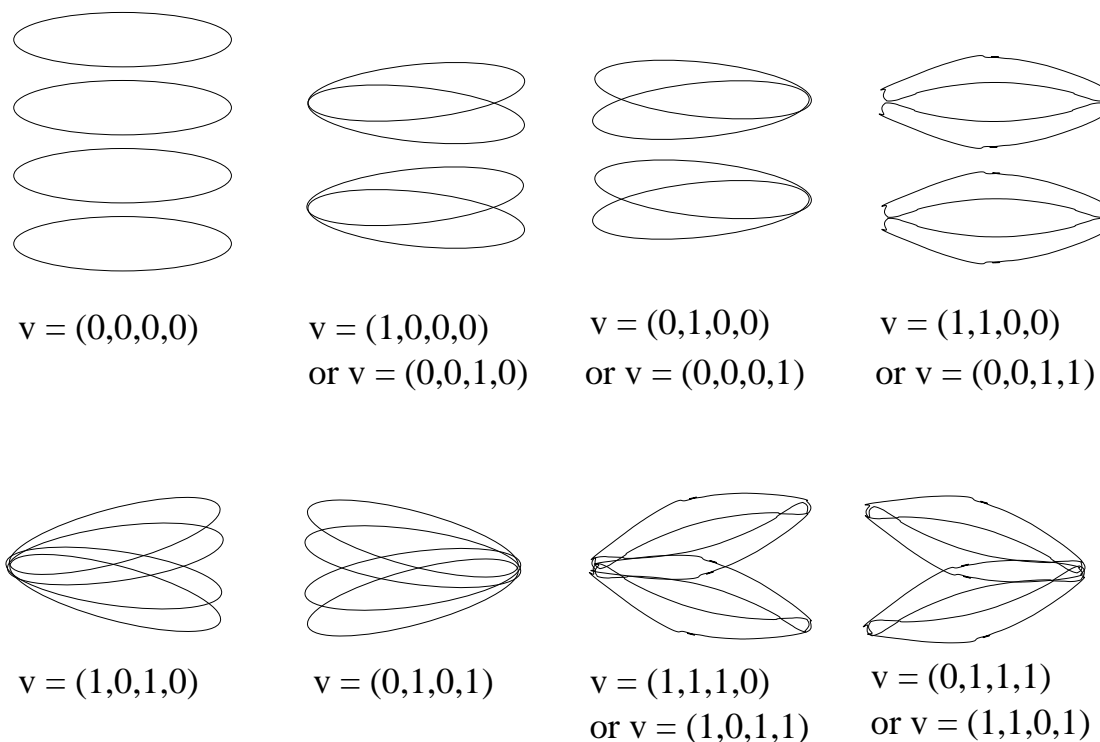 v = (0,0,0,0)
v = (1,0,0,0)
or v = (0,0,1,0)
v = (0,1,0,0)
or v = (0,0,0,1)
v = (1,1,0,0)
or v = (0,0,1,1)
v = (1,0,1,0)
v = (0,1,0,1)
v = (1,1,1,0)
or v = (1,0,1,1)
v = (0,1,1,1)
or v = (1,1,0,1)